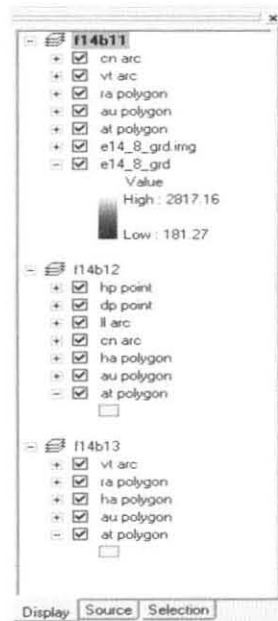 f14b11
cn arc
vt arc
ra polygon
au polygon
at polygon
e14_8_grd.img
e14_8_grd
Value
High : 2817.16
Low : 181.27
f14b12
hp point
dp point
ll arc
cn arc
ha polygon
au polygon
at polygon
f14b13
vt arc
ra polygon
ha polygon
au polygon
at polygon
Display Source Selection